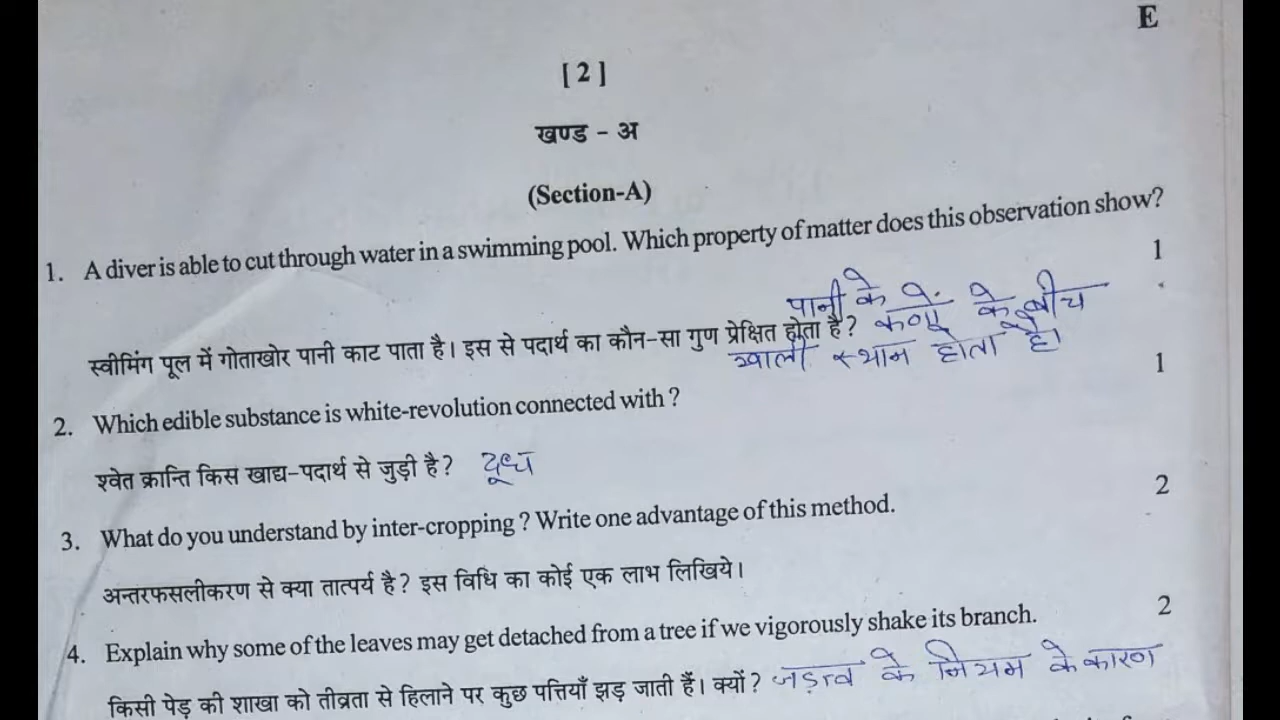 E
[2]
खण्ड - अ
(Section-A)
1. A diver is able to cut through water in a swimming pool. Which property of matter does this observation show?
1
पानी के कणों के बीच
स्वीमिंग पूल में गोताखोर पानी काट पाता है। इस से पदार्थ का कौन-सा गुण प्रेक्षित होता है?
खाली स्थान होता है।
1
2. Which edible substance is white-revolution connected with ?
श्वेत क्रान्ति किस खाद्य-पदार्थ से जुड़ी है? दूध
2
3. What do you understand by inter-cropping ? Write one advantage of this method.
अन्तरफसलीकरण से क्या तात्पर्य है? इस विधि का कोई एक लाभ लिखिये।
2
4. Explain why some of the leaves may get detached from a tree if we vigorously shake its branch.
किसी पेड़ की शाखा को तीव्रता से हिलाने पर कुछ पत्तियाँ झड़ जाती हैं। क्यों? जड़त्व के नियम के कारण